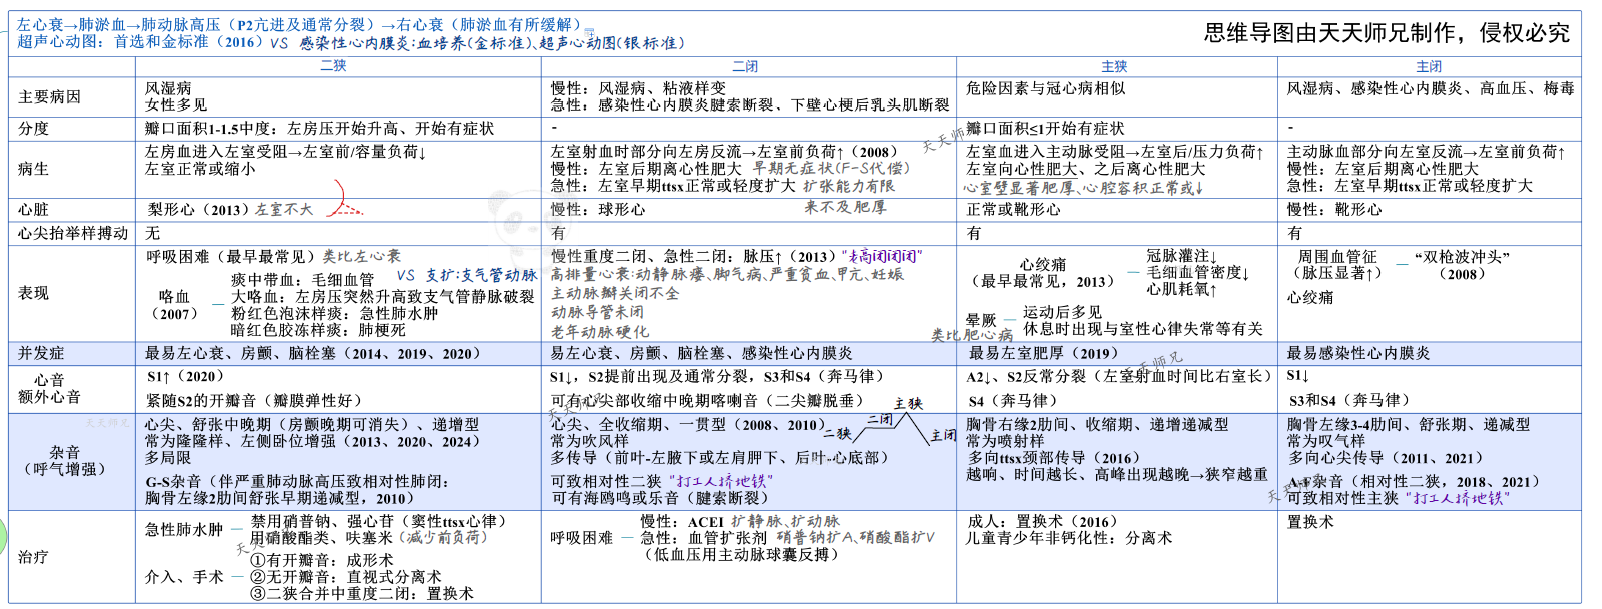 左心衰→肺淤血→肺动脉高压（P2亢进及通常分裂）→右心衰（肺淤血有所缓解）
超声心动图：首选和金标准（2016）VS 感染性心内膜炎:血培养(金标准)、超声心动图(银标准)
思维导图由天天师兄制作，侵权必究
二狭
二闭
主狭
主闭
主要病因
风湿病
女性多见
慢性：风湿病、粘液样变
急性：感染性心内膜炎腱索断裂，下壁心梗后乳头肌断裂
危险因素与冠心病相似
风湿病、感染性心内膜炎、高血压、梅毒
分度
瓣口面积1-1.5中度：左房压开始升高、开始有症状
-
瓣口面积≤1开始有症状
-
病生
左房血进入左室受阻→左室前/容量负荷↓
左室正常或缩小
左室射血时部分向左房反流→左室前负荷↑（2008）
慢性：左室后期离心性肥大 早期无症状(F-S代偿)
急性：左室早期ttsx正常或轻度扩大 扩张能力有限
来不及肥厚
左室血进入主动脉受阻→左室后/压力负荷↑
左室向心性肥大、之后离心性肥大
心室壁显著肥厚、心腔容积正常或↓
主动脉血部分向左室反流→左室前负荷↑
慢性：左室后期离心性肥大
急性：左室早期ttsx正常或轻度扩大
心脏
梨形心（2013）左室不大
慢性：球形心
正常或靴形心
慢性：靴形心
心尖抬举样搏动
无
有
有
有
表现
呼吸困难（最早最常见）类比左心衰
咯血
（2007）
痰中带血：毛细血管 VS 支扩:支气管动脉
大咯血：左房压突然升高致支气管静脉破裂
粉红色泡沫样痰：急性肺水肿
暗红色胶冻样痰：肺梗死
慢性重度二闭、急性二闭：脉压↑（2013）"老高闭闭闭"
高排量心衰:动静脉瘘、脚气病、严重贫血、甲亢、妊娠
主动脉瓣关闭不全
动脉导管未闭
老年动脉硬化
心绞痛
（最早最常见，2013）
冠脉灌注↓
毛细血管密度↓
心肌耗氧↑
晕厥
运动后多见
休息时出现与室性心律失常等有关
类比肥心病
周围血管征
（脉压显著↑）
“双枪波冲头”
（2008）
心绞痛
并发症
最易左心衰、房颤、脑栓塞（2014、2019、2020）
易左心衰、房颤、脑栓塞、感染性心内膜炎
最易左室肥厚（2019）
最易感染性心内膜炎
心音
额外心音
S1↑（2020）
紧随S2的开瓣音（瓣膜弹性好）
S1↓，S2提前出现及通常分裂，S3和S4（奔马律）
可有心尖部收缩中晚期喀喇音（二尖瓣脱垂）
A2↓、S2反常分裂（左室射血时间比右室长）
S4（奔马律）
S1↓
S3和S4（奔马律）
杂音
（呼气增强）
心尖、舒张中晚期（房颤晚期可消失）、递增型
常为隆隆样、左侧卧位增强（2013、2020、2024）
多局限
G-S杂音（伴严重肺动脉高压致相对性肺闭：
胸骨左缘2肋间舒张早期递减型，2010）
心尖、全收缩期、一贯型（2008、2010）
常为吹风样
多传导（前叶-左腋下或左肩胛下、后叶-心底部）
可致相对性二狭 "打工人挤地铁"
可有海鸥鸣或乐音（腱索断裂）
二狭
二闭
主狭
主闭
胸骨右缘2肋间、收缩期、递增递减型
常为喷射样
多向ttsx颈部传导（2016）
越响、时间越长、高峰出现越晚→狭窄越重
胸骨左缘3-4肋间、舒张期、递减型
常为叹气样
多向心尖传导（2011、2021）
A-F杂音（相对性二狭，2018、2021）
可致相对性主狭 "打工人挤地铁"
治疗
急性肺水肿
禁用硝普钠、强心苷（窦性ttsx心律）
用硝酸酯类、呋塞米（减少前负荷）
介入、手术
①有开瓣音：成形术
②无开瓣音：直视式分离术
③二狭合并中重度二闭：置换术
呼吸困难
慢性：ACEI 扩静脉、扩动脉
急性：血管扩张剂 硝普钠扩A、硝酸酯扩V
（低血压用主动脉球囊反搏）
成人：置换术（2016）
儿童青少年非钙化性：分离术
置换术
天天师兄
天天师兄
天天师兄